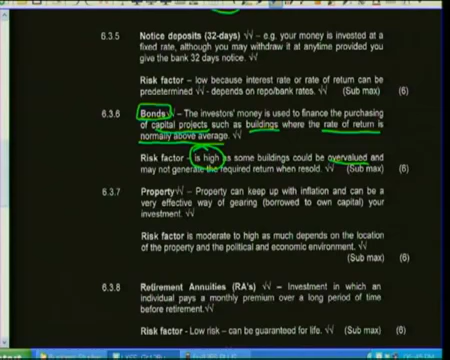 6.3.5 Notice deposits (32-days) √√ – e.g. your money is invested at a
fixed rate, although you may withdraw it at anytime provided you
give the bank 32 days notice. √√
Risk factor – low because interest rate or rate of return can be
predetermined √√ - depends on repo/bank rates. √√ (Sub max) (6)
6.3.6 Bonds √√ – The investors' money is used to finance the purchasing
of capital projects such as buildings where the rate of return is
normally above average. √√
Risk factor – is high as some buildings could be overvalued and
may not generate the required return when resold. √√ (Sub max) (6)
6.3.7 Property√√ – Property can keep up with inflation and can be a
very effective way of gearing (borrowed to own capital) your
investment. √√
Risk factor is moderate to high as much depends on the location
of the property and the political and economic environment. √√
(Sub max) (6)
6.3.8 Retirement Annuities (RA's) √√ – Investment in which an
individual pays a monthly premium over a long period of time
before retirement. √√
Risk factor – Low risk – can be guaranteed for life. √√ (Sub max) (6)